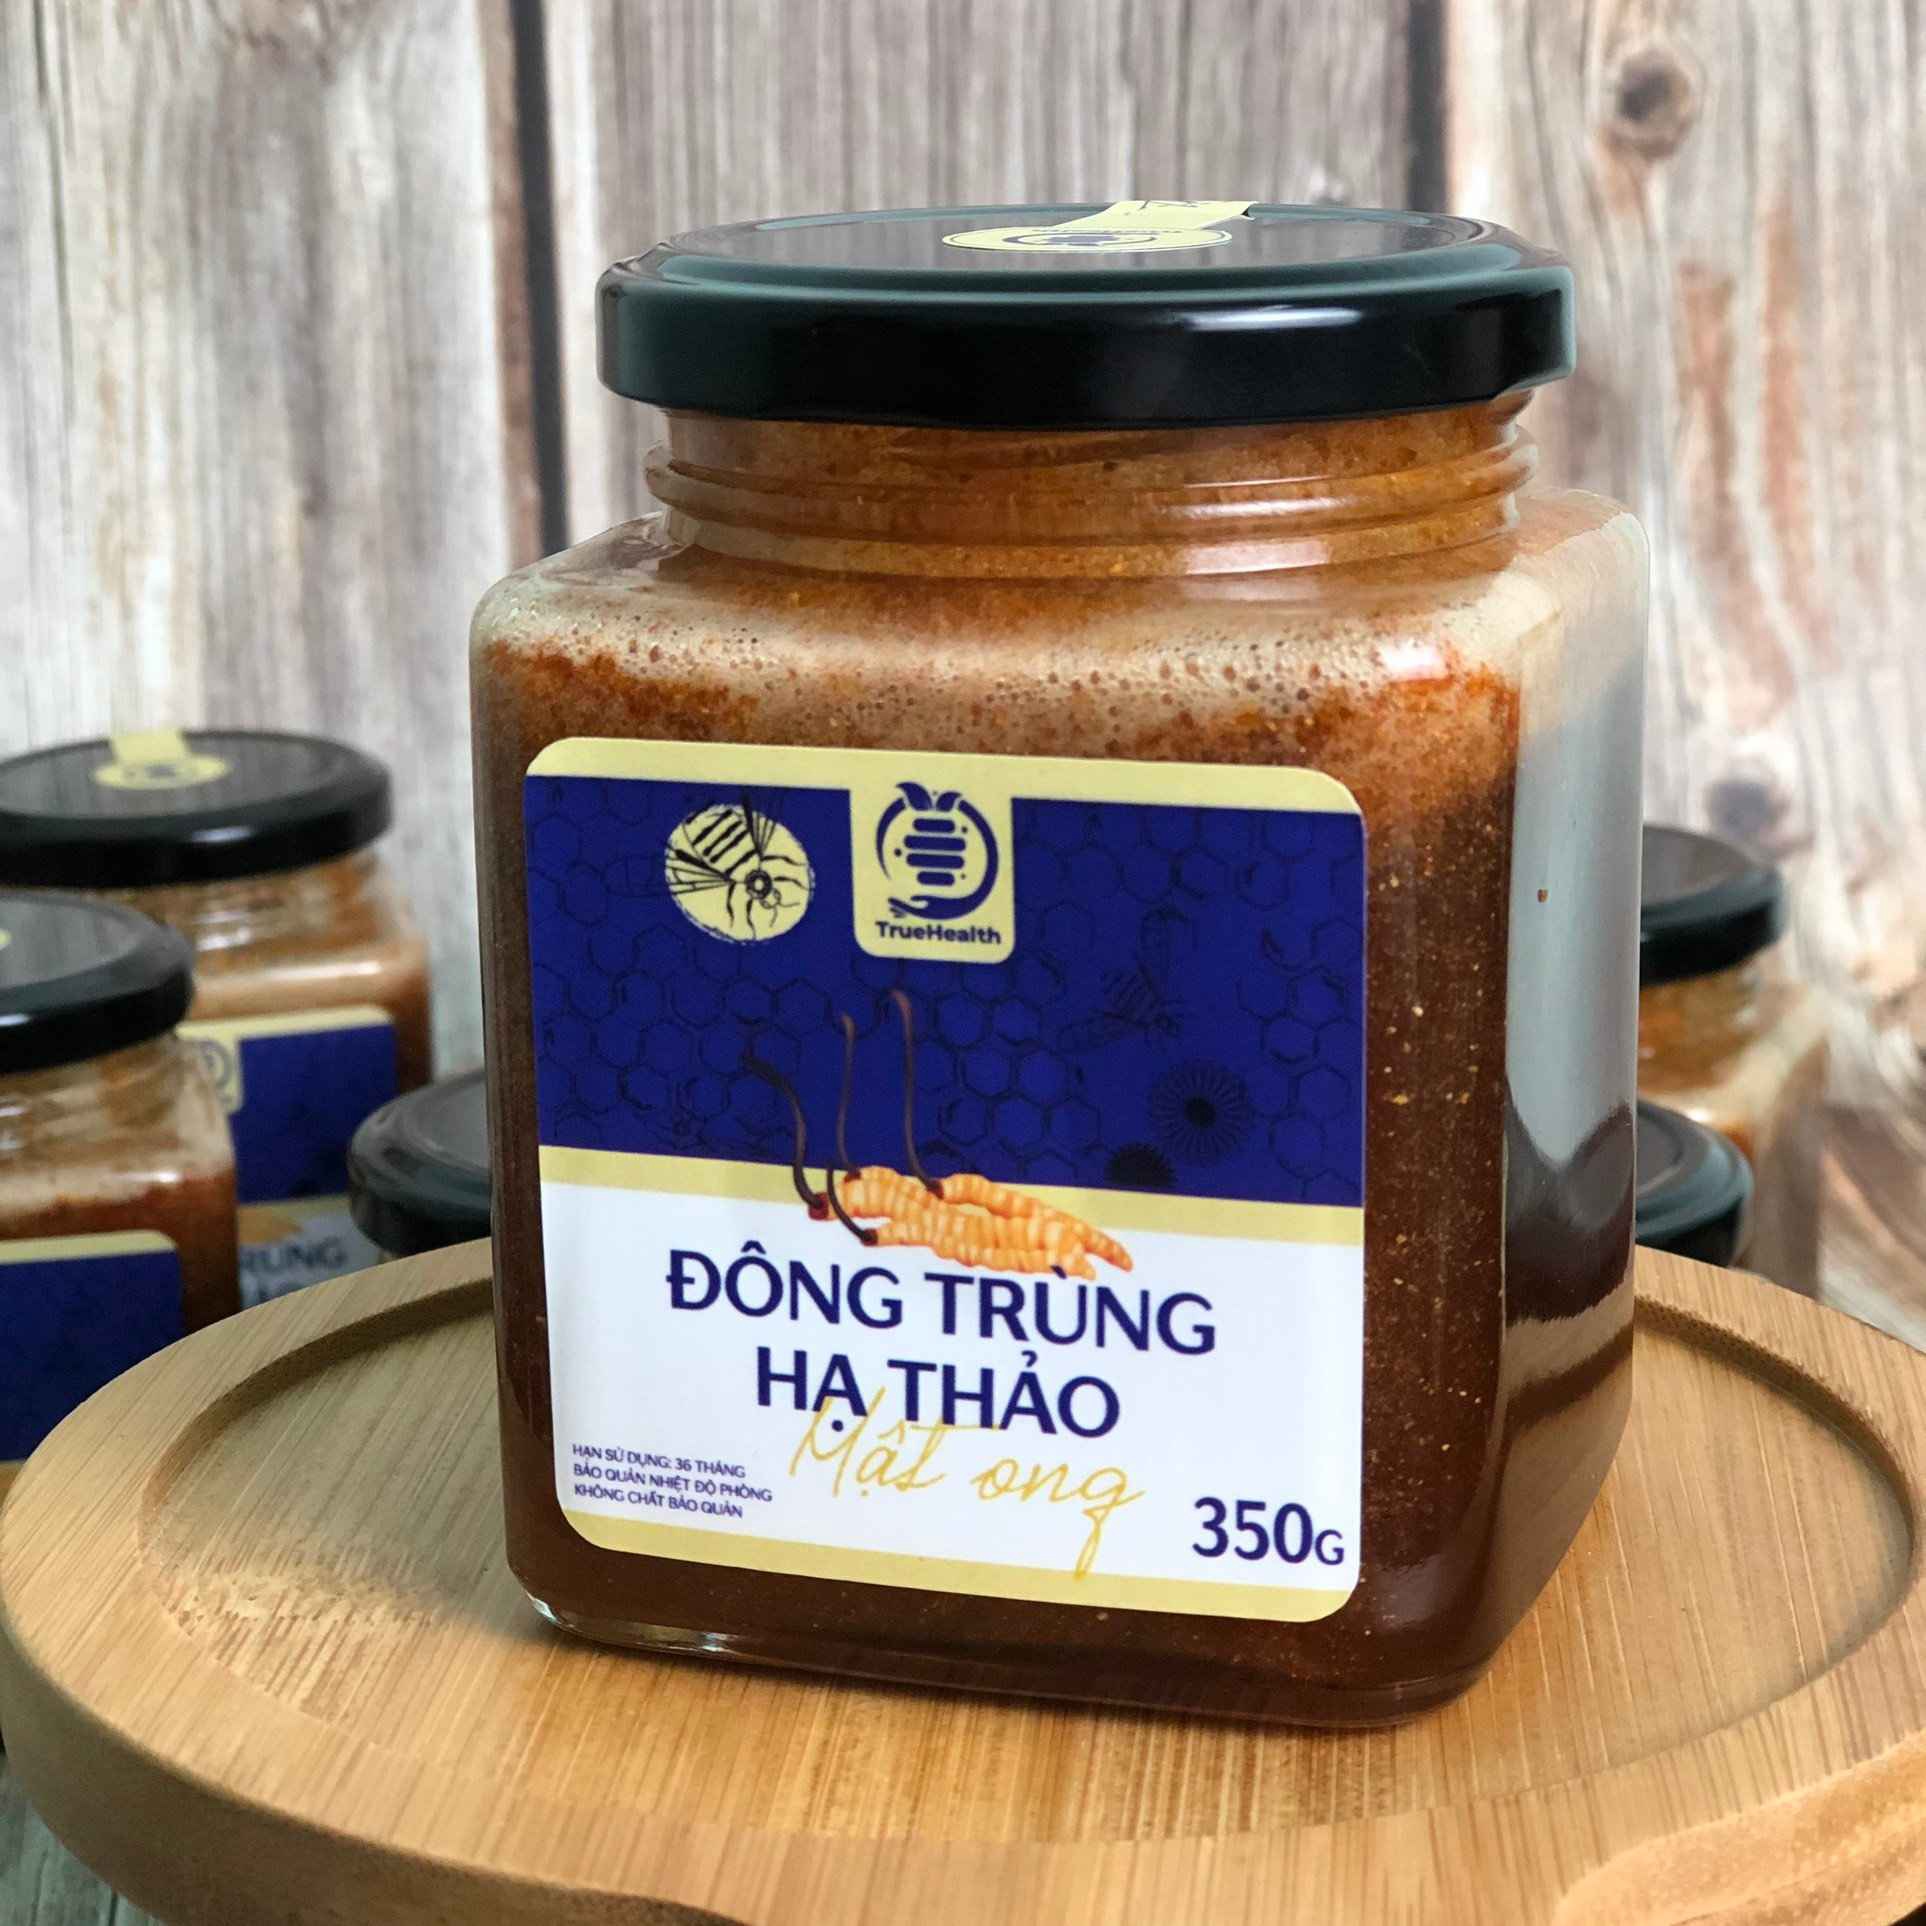 TrueHealth
ĐÔNG TRÙNG
HẠ THẢO
Mật ong
HẠN SỬ DỤNG: 36 THÁNG
BẢO QUẢN NHIỆT ĐỘ PHÒNG
KHÔNG CHẤT BẢO QUẢN
350G
RÙNG